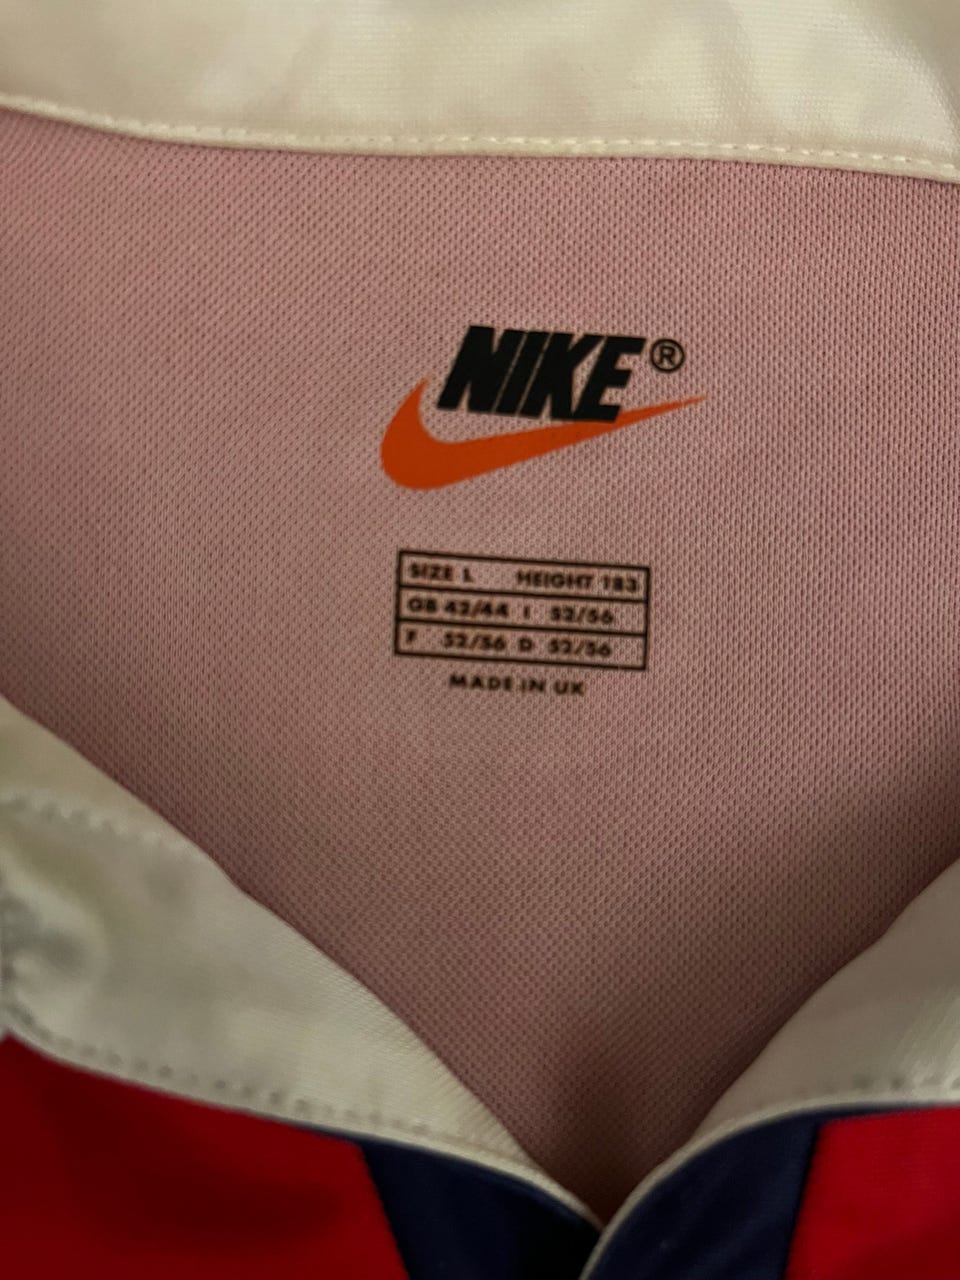 NIKE®
SIZE L HEIGHT 183
GB 42/44 I 52/56
F 52/56 D 52/56
MADE IN UK